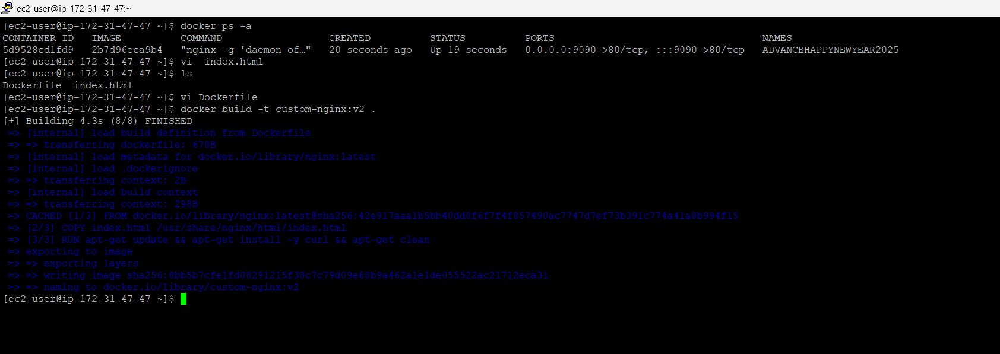 ec2-user@ip-172-31-47-47:~
[ec2-user@ip-172-31-47-47 ~]$ docker ps -a
CONTAINER ID   IMAGE          COMMAND                  CREATED          STATUS          PORTS                                   NAMES
5d9528cd1fd9   2b7d96eca9b4   "nginx -g 'daemon of…"   20 seconds ago   Up 19 seconds   0.0.0.0:9090->80/tcp, :::9090->80/tcp   ADVANCEHAPPYNEWYEAR2025
[ec2-user@ip-172-31-47-47 ~]$ vi  index.html
[ec2-user@ip-172-31-47-47 ~]$ ls
Dockerfile  index.html
[ec2-user@ip-172-31-47-47 ~]$ vi Dockerfile
[ec2-user@ip-172-31-47-47 ~]$ docker build -t custom-nginx:v2 .
[+] Building 4.3s (8/8) FINISHED
 => [internal] load build definition from Dockerfile
 => => transferring dockerfile: 678B
 => [internal] load metadata for docker.io/library/nginx:latest
 => [internal] load .dockerignore
 => => transferring context: 2B
 => [internal] load build context
 => => transferring context: 298B
 => CACHED [1/3] FROM docker.io/library/nginx:latest@sha256:42e917aaa1b5bb40dd0f6f7f4f857490ac7747d7ef73b391c774a41a8b994f15
 => [2/3] COPY index.html /usr/share/nginx/html/index.html
 => [3/3] RUN apt-get update && apt-get install -y curl && apt-get clean
 => exporting to image
 => => exporting layers
 => => writing image sha256:8bb5b7cfe1fd08291215f38c7c79d09e68b9a462a1e1de055522ac21712eca31
 => => naming to docker.io/library/custom-nginx:v2
[ec2-user@ip-172-31-47-47 ~]$